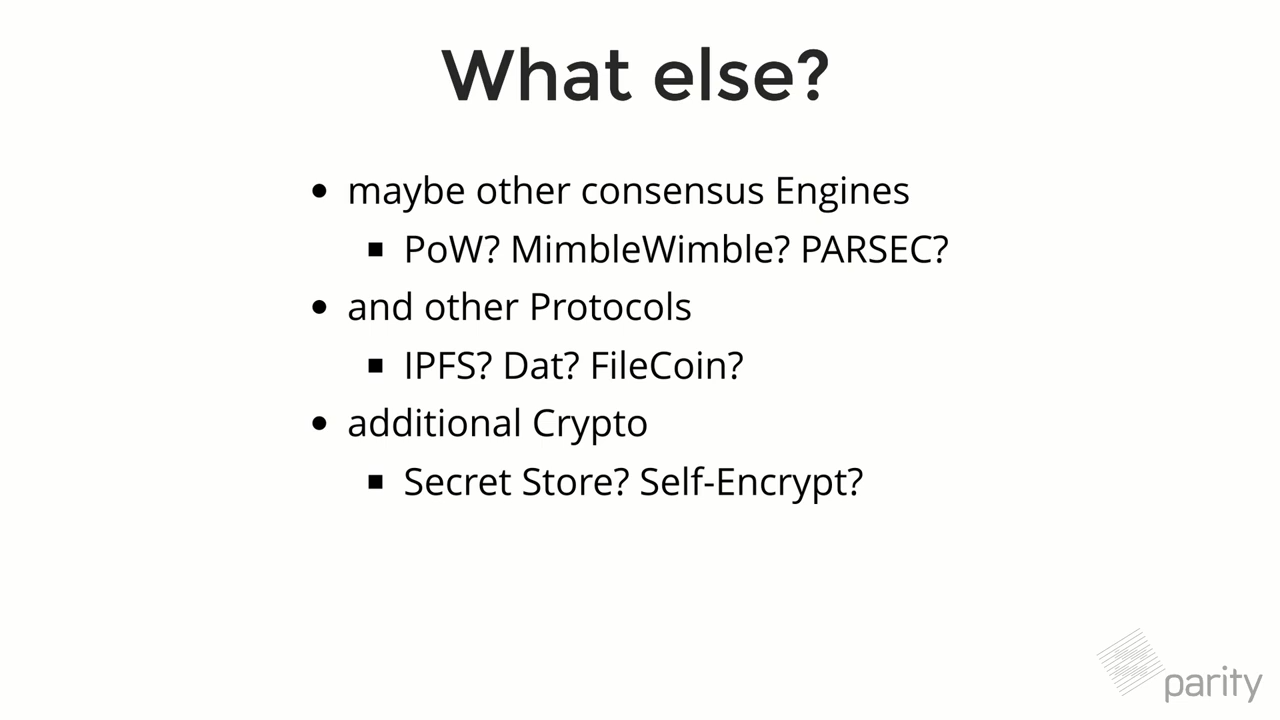 What else?
maybe other consensus Engines
PoW? MimbleWimble? PARSEC?
and other Protocols
IPFS? Dat? FileCoin?
additional Crypto
Secret Store? Self-Encrypt?
parity